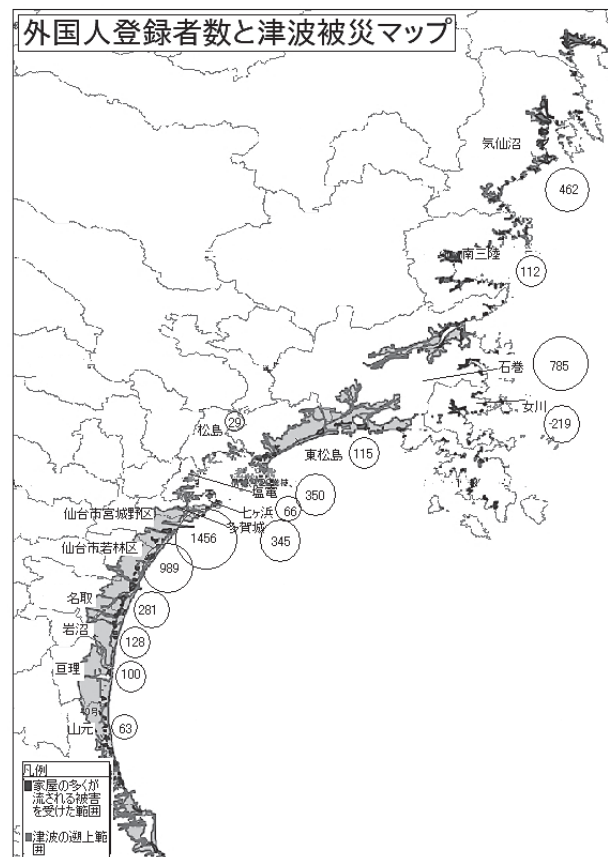 外国人登録者数と津波被災マップ
気仙沼
462
南三陸
112
石巻
785
女川
219
松島
29
東松島
115
塩竈
350
七ヶ浜
66
多賀城
345
仙台市宮城野区
1456
仙台市若林区
989
名取
281
岩沼
128
亘理
100
山元
63
凡例
家屋の多くが
流される被害
を受けた範囲
津波の遡上範
囲